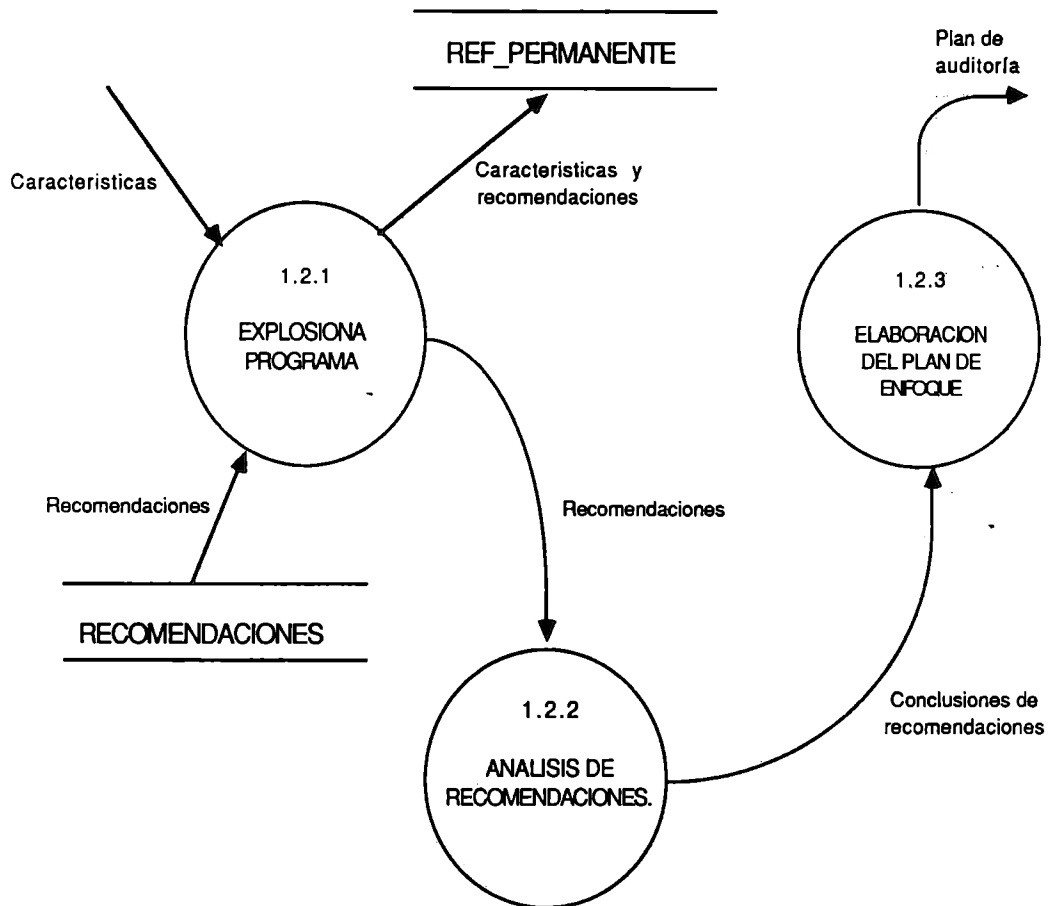 REF_PERMANENTE
Plan de
auditoría
Características
Caracteristicas y
recomendaciones
1.2.1
EXPLOSIONA
PROGRAMA
1.2.3
ELABORACION
DEL PLAN DE
ENFOQUE
Recomendaciones
Recomendaciones
RECOMENDACIONES
1.2.2
ANALISIS DE
RECOMENDACIONES.
Conclusiones de
recomendaciones